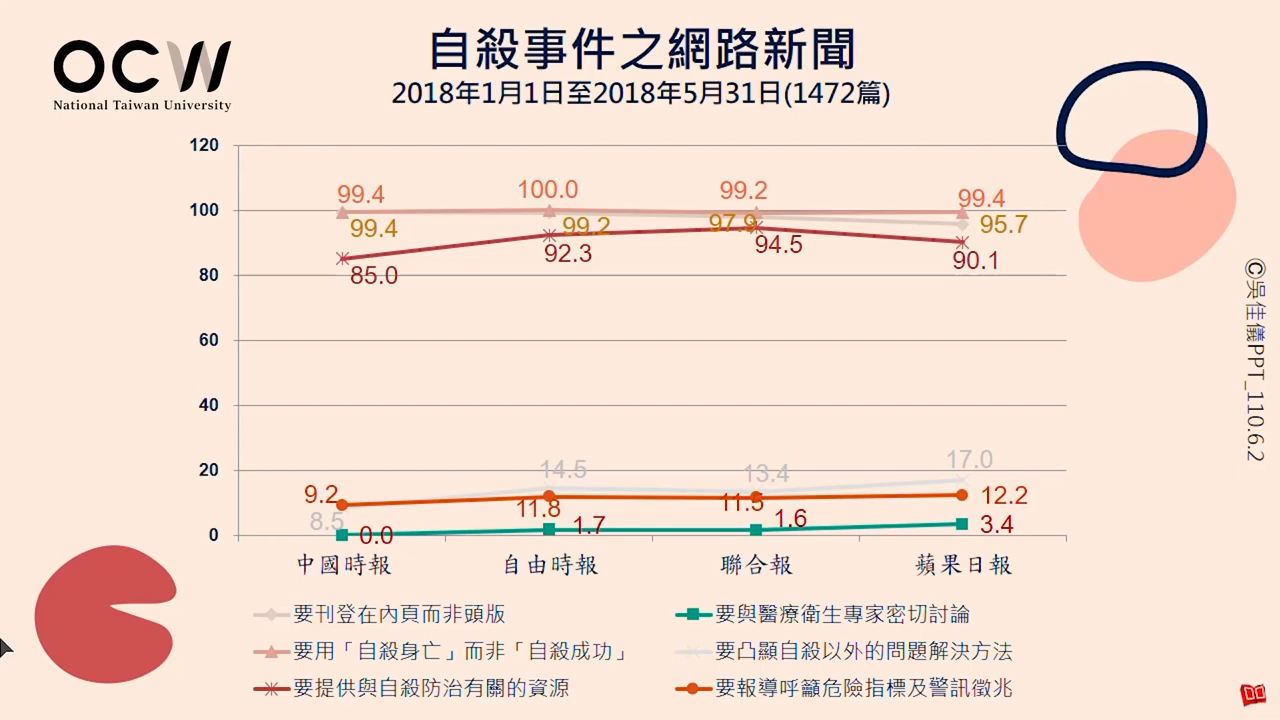 OCW
National Taiwan University
自殺事件之網路新聞
2018年1月1日至2018年5月31日(1472篇)
120
100
80
60
40
20
0
99.4
100.0
99.2
99.4
99.4
99.2
97.9
95.7
85.0
92.3
94.5
90.1
8.5
14.5
13.4
17.0
9.2
11.8
11.5
12.2
0.0
1.7
1.6
3.4
中國時報
自由時報
聯合報
蘋果日報
要刊登在內頁而非頭版
要與醫療衛生專家密切討論
要用「自殺身亡」而非「自殺成功」
要凸顯自殺以外的問題解決方法
要提供與自殺防治有關的資源
要報導呼籲危險指標及警訊徵兆
©吳佳儀PPT_110.6.2